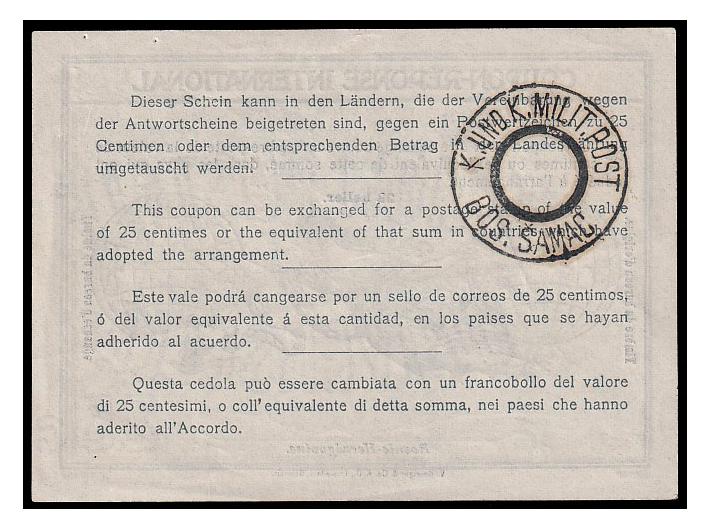 Dieser Schein kann in den Ländern, die der Vereinbarung wegen
der Antwortscheine beigetreten sind, gegen ein Postwertzeichen zu 25
Centimen oder dem entsprechenden Betrag in der Landeswährung
umgetauscht werden.
This coupon can be exchanged for a postage stamp of the value
of 25 centimes or the equivalent of that sum in countries which have
adopted the arrangement.
Este vale podrá cangearse por un sello de correos de 25 centimos,
ó del valor equivalente á esta cantidad, en los paises que se hayan
adherido al acuerdo.
Questa cedola può essere cambiata con un francobollo del valore
di 25 centesimi, o coll'equivalente di detta somma, nei paesi che hanno
aderito all'Accordo.
K. UND K. MILIT. POST
BOS. ŠAMAC